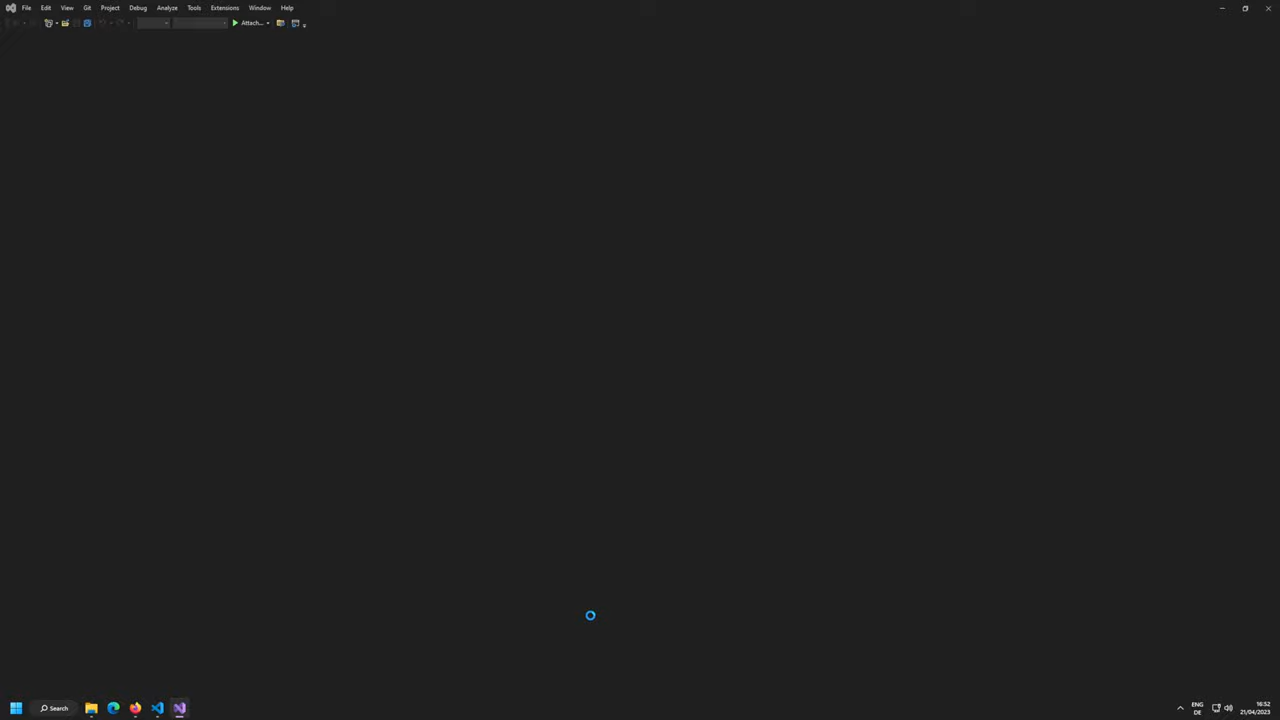 File Edit View Git Project Debug Analyze Tools Extensions Window Help
Attach...
Search
ENG 16:52
DE 21/04/2023